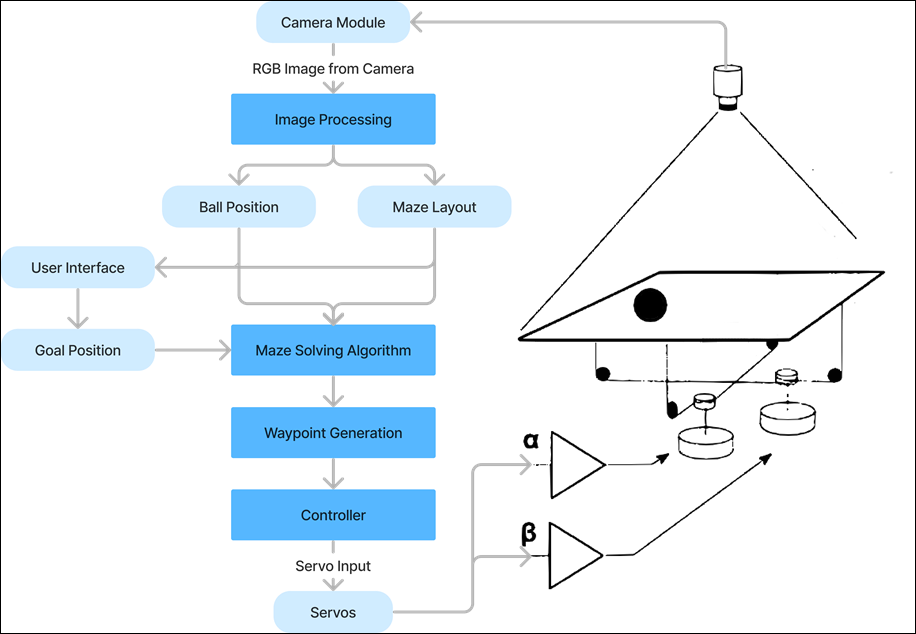 Camera Module
RGB Image from Camera
Image Processing
Ball Position
Maze Layout
User Interface
Goal Position
Maze Solving Algorithm
Waypoint Generation
α
Controller
β
Servo Input
Servos